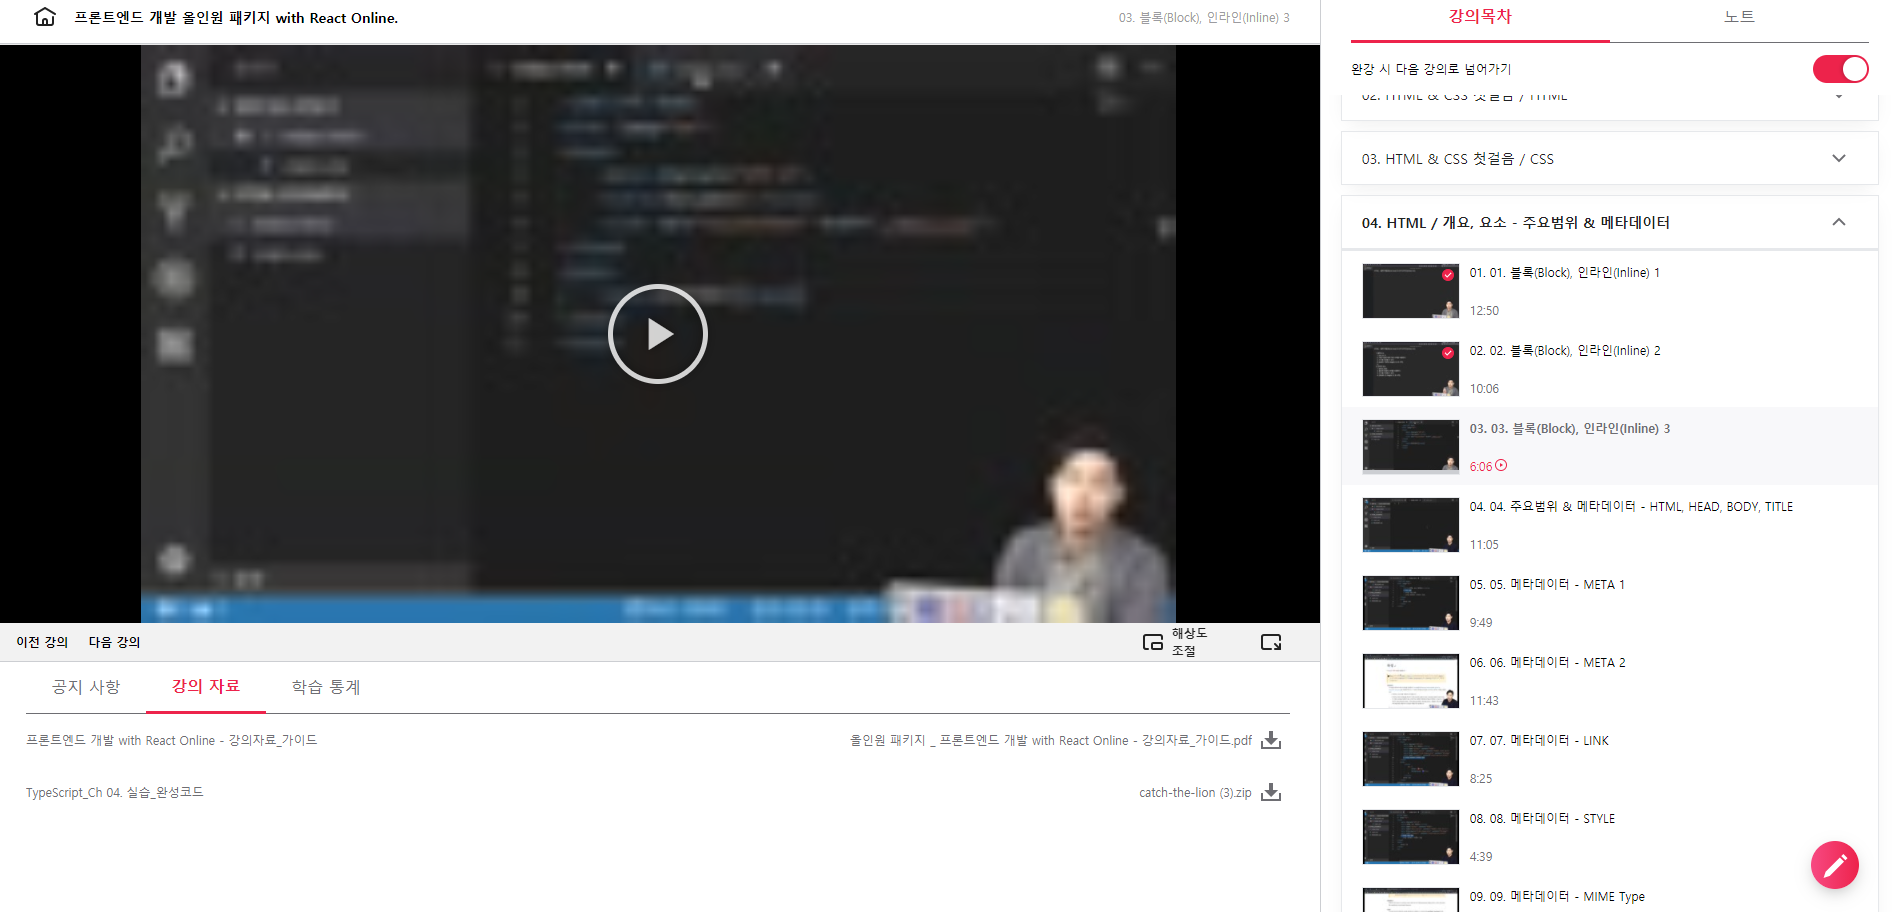 프론트엔드 개발 올인원 패키지 with React Online.
03. 블록(Block), 인라인(Inline) 3
강의목차
노트
완강 시 다음 강의로 넘어가기
02. HTML & CSS 첫걸음 / HTML
03. HTML & CSS 첫걸음 / CSS
04. HTML / 개요, 요소 - 주요범위 & 메타데이터
01. 01. 블록(Block), 인라인(Inline) 1
12:50
02. 02. 블록(Block), 인라인(Inline) 2
10:06
03. 03. 블록(Block), 인라인(Inline) 3
6:06
04. 04. 주요범위 & 메타데이터 - HTML, HEAD, BODY, TITLE
11:05
05. 05. 메타데이터 - META 1
9:49
06. 06. 메타데이터 - META 2
11:43
07. 07. 메타데이터 - LINK
8:25
08. 08. 메타데이터 - STYLE
4:39
09. 09. 메타데이터 - MIME Type
이전 강의
다음 강의
해상도
조절
공지 사항
강의 자료
학습 통계
프론트엔드 개발 with React Online - 강의자료_가이드
올인원 패키지 _ 프론트엔드 개발 with React Online - 강의자료_가이드.pdf
TypeScript_Ch 04. 실습_완성코드
catch-the-lion (3).zip